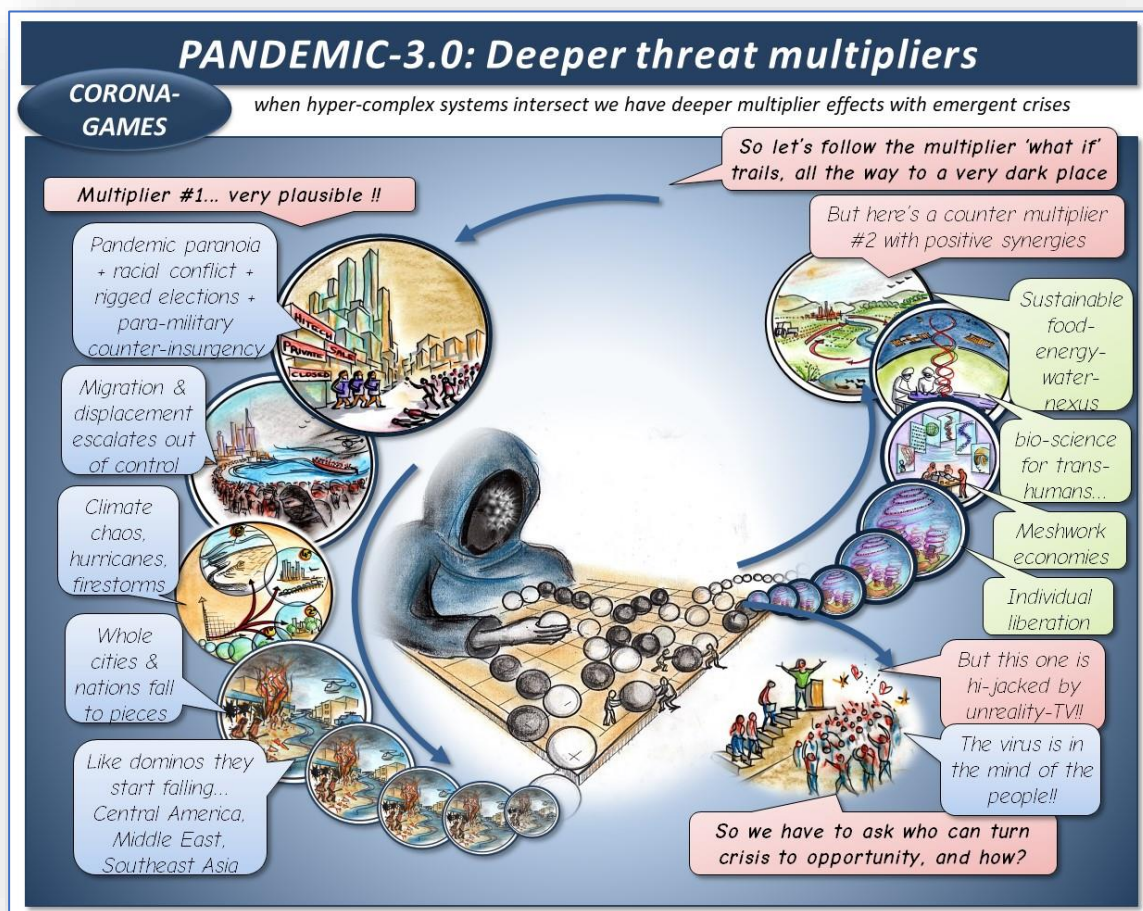 PANDEMIC-3.0: Deeper threat multipliers
CORONA-
GAMES
when hyper-complex systems intersect we have deeper multiplier effects with emergent crises
So let's follow the multiplier 'what if'
trails, all the way to a very dark place
Multiplier #1... very plausible !!
Pandemic paranoia
+ racial conflict +
rigged elections +
para-military
counter-insurgency
HITECH
PRIVATE
SALE
CLOSED
Migration &
displacement
escalates out
of control
Climate
chaos,
hurricanes,
firestorms
Whole
cities &
nations fall
to pieces
Like dominos they
start falling...
Central America,
Middle East,
Southeast Asia
But here's a counter multiplier
#2 with positive synergies
Sustainable
food-
energy-
water-
nexus
bio-science
for trans-
humans...
Meshwork
economies
Individual
liberation
But this one is
hi-jacked by
unreality-TV!!
The virus is in
the mind of the
people!!
So we have to ask who can turn
crisis to opportunity, and how?